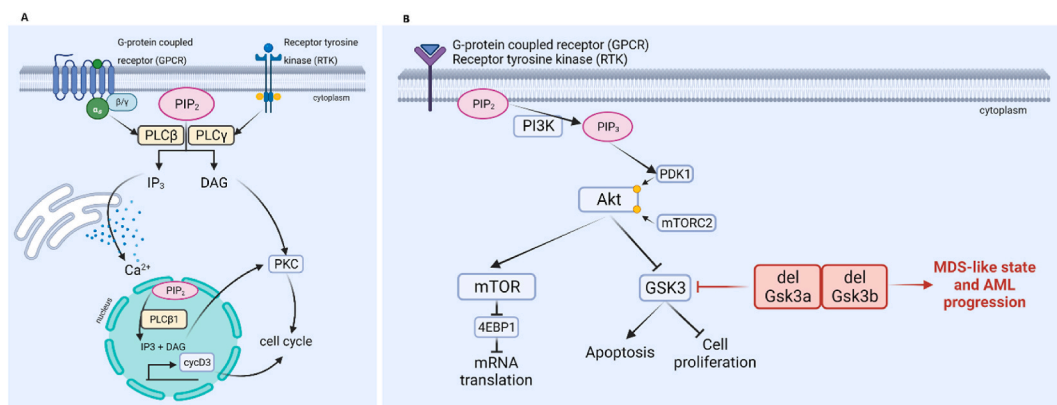 A
G-protein coupled
receptor (GPCR)
Receptor tyrosine
kinase (RTK)
cytoplasm
αq
β/γ
PIP2
PLCβ
PLCγ
IP3
DAG
Ca2+
PKC
nucleus
PIP2
PLCβ1
IP3 + DAG
cycD3
cell cycle
B
G-protein coupled receptor (GPCR)
Receptor tyrosine kinase (RTK)
cytoplasm
PIP2
PI3K
PIP3
PDK1
Akt
mTORC2
mTOR
GSK3
4EBP1
mRNA
translation
Apoptosis
Cell
proliferation
del
Gsk3a
del
Gsk3b
MDS-like state
and AML
progression